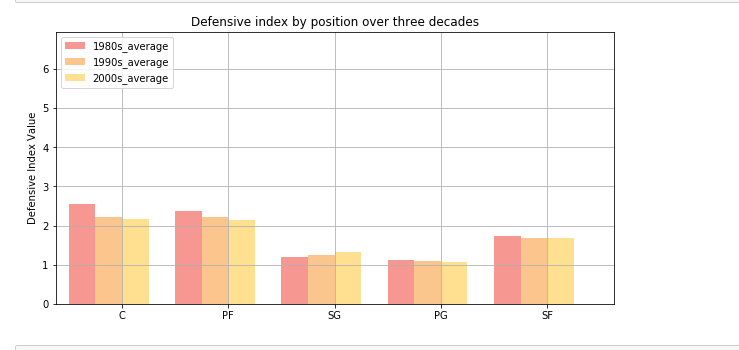 Defensive index by position over three decades
1980s_average
1990s_average
2000s_average
Defensive Index Value
6
5
4
3
2
1
0
C PF SG PG SF